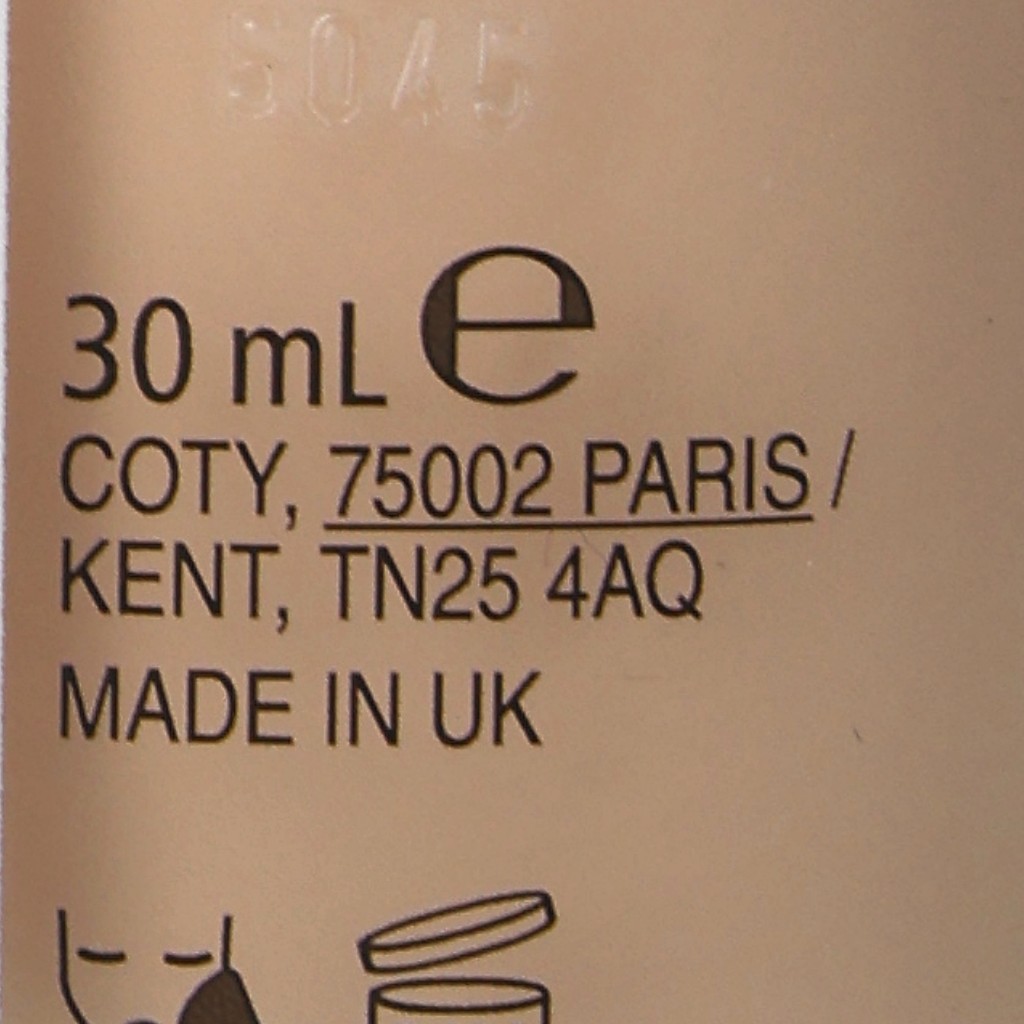 5045
30 mL e
COTY, 75002 PARIS /
KENT, TN25 4AQ
MADE IN UK